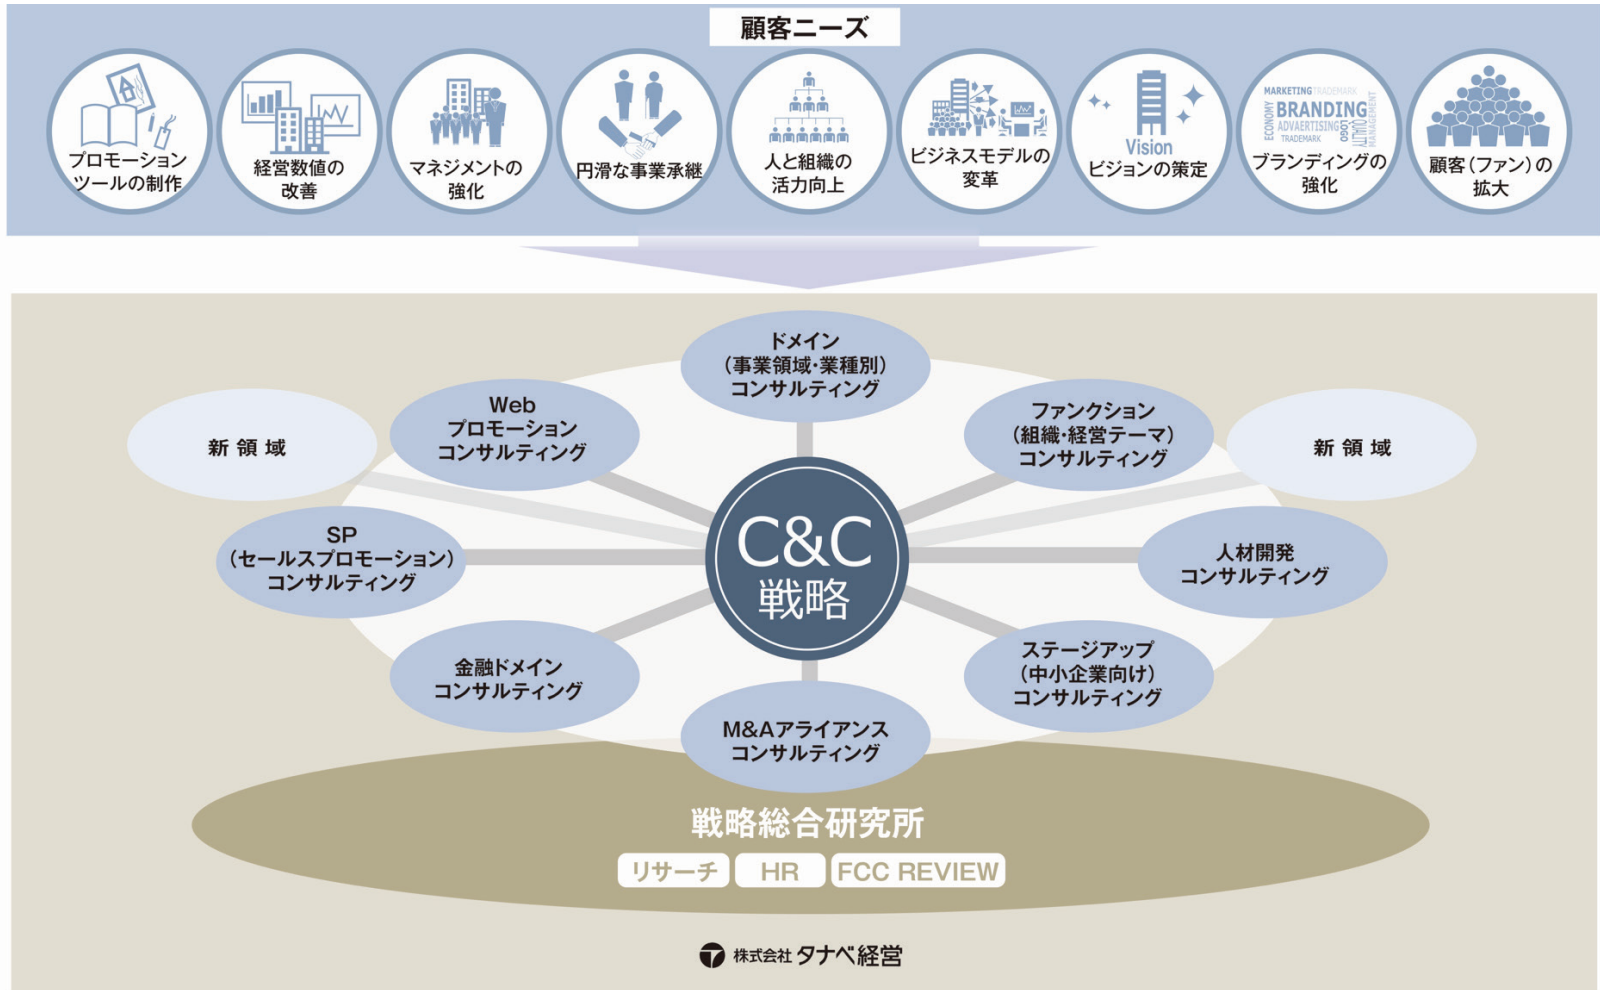 顧客ニーズ
プロモーション
ツールの制作
経営数値の
改善
マネジメントの
強化
円滑な事業承継
人と組織の
活力向上
ビジネスモデルの
変革
Vision
ビジョンの策定
MARKETING TRADEMARK
ECONOMY
BRANDING
ADVAERTISING
TRADEMARK
LOGO
QUALITY
MANAGEMENT
ブランディングの
強化
顧客(ファン)の
拡大
ドメイン
(事業領域・業種別)
コンサルティング
Web
プロモーション
コンサルティング
ファンクション
(組織・経営テーマ)
コンサルティング
新領域
新領域
SP
(セールスプロモーション)
コンサルティング
C&C
戦略
人材開発
コンサルティング
金融ドメイン
コンサルティング
ステージアップ
(中小企業向け)
コンサルティング
M&Aアライアンス
コンサルティング
戦略総合研究所
リサーチ HR FCC REVIEW
株式会社 タナベ経営